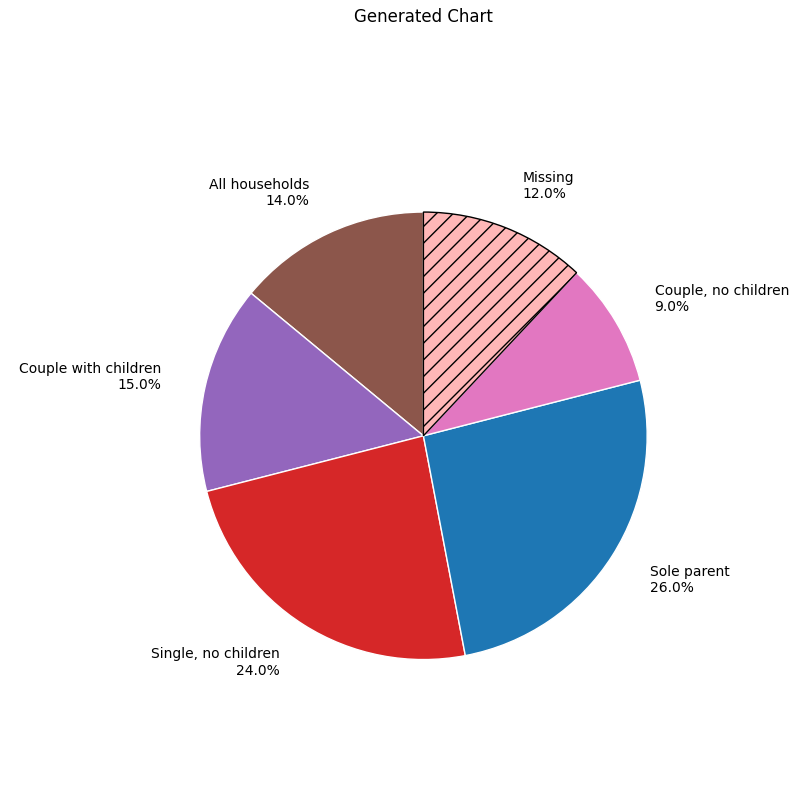 Generated Chart
Missing
12.0%
All households
14.0%
Couple, no children
9.0%
Couple with children
15.0%
Sole parent
26.0%
Single, no children
24.0%